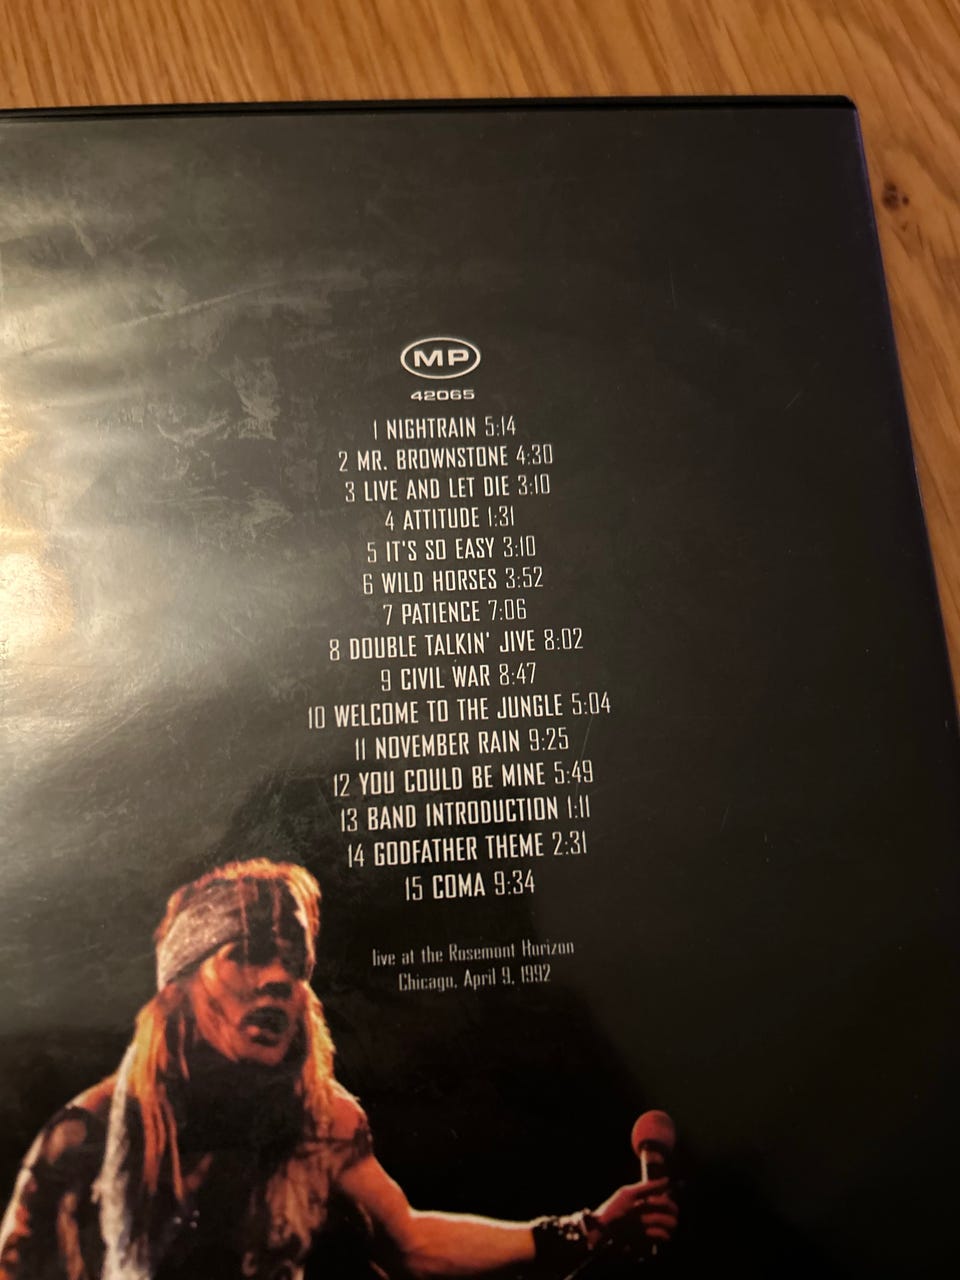 MP
42065
1 NIGHTRAIN 5:14
2 MR. BROWNSTONE 4:30
3 LIVE AND LET DIE 3:10
4 ATTITUDE 1:31
5 IT'S SO EASY 3:10
6 WILD HORSES 3:52
7 PATIENCE 7:06
8 DOUBLE TALKIN' JIVE 8:02
9 CIVIL WAR 8:47
10 WELCOME TO THE JUNGLE 5:04
11 NOVEMBER RAIN 9:25
12 YOU COULD BE MINE 5:49
13 BAND INTRODUCTION 1:11
14 GODFATHER THEME 2:31
15 COMA 9:34
live at the Rosemont Horizon
Chicago, April 9, 1992